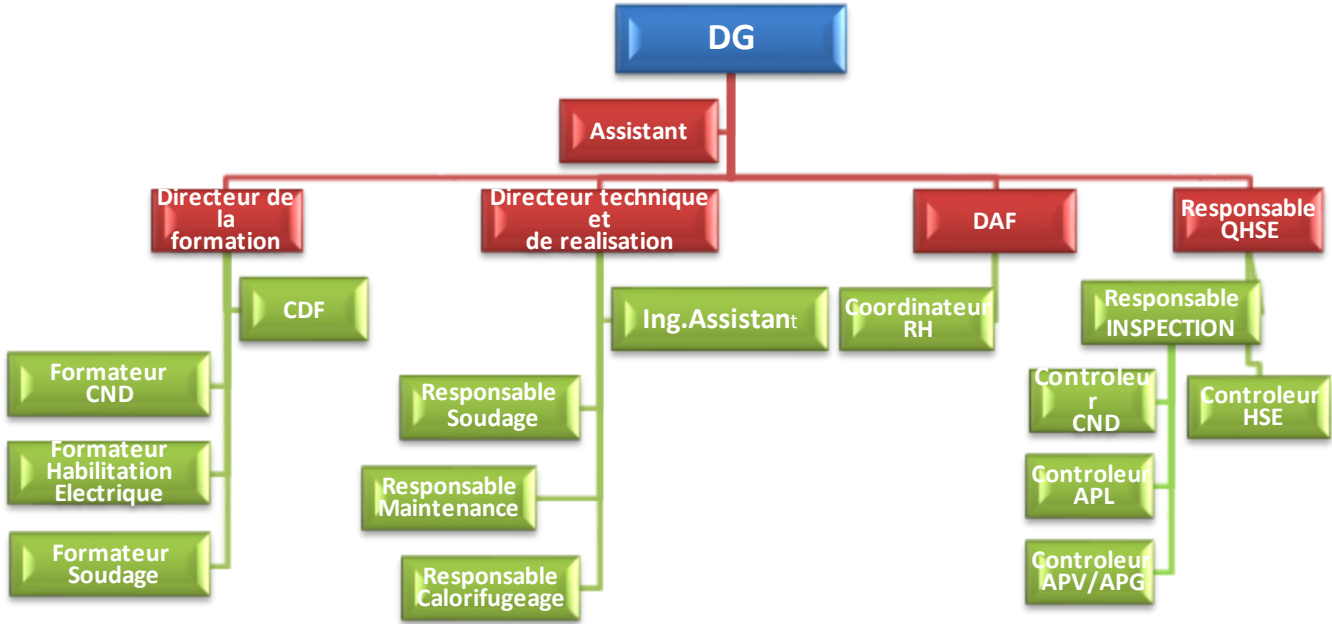 DG
Assistant
Directeur de
la
formation
Directeur technique
et
de realisation
DAF
Responsable
QHSE
CDF
Ing.Assistant
Coordinateur
RH
Responsable
INSPECTION
Formateur
CND
Responsable
Soudage
Controleu
r
CND
Controleur
HSE
Formateur
Habilitation
Electrique
Responsable
Maintenance
Controleur
APL
Formateur
Soudage
Responsable
Calorifugeage
Controleur
APV/APG